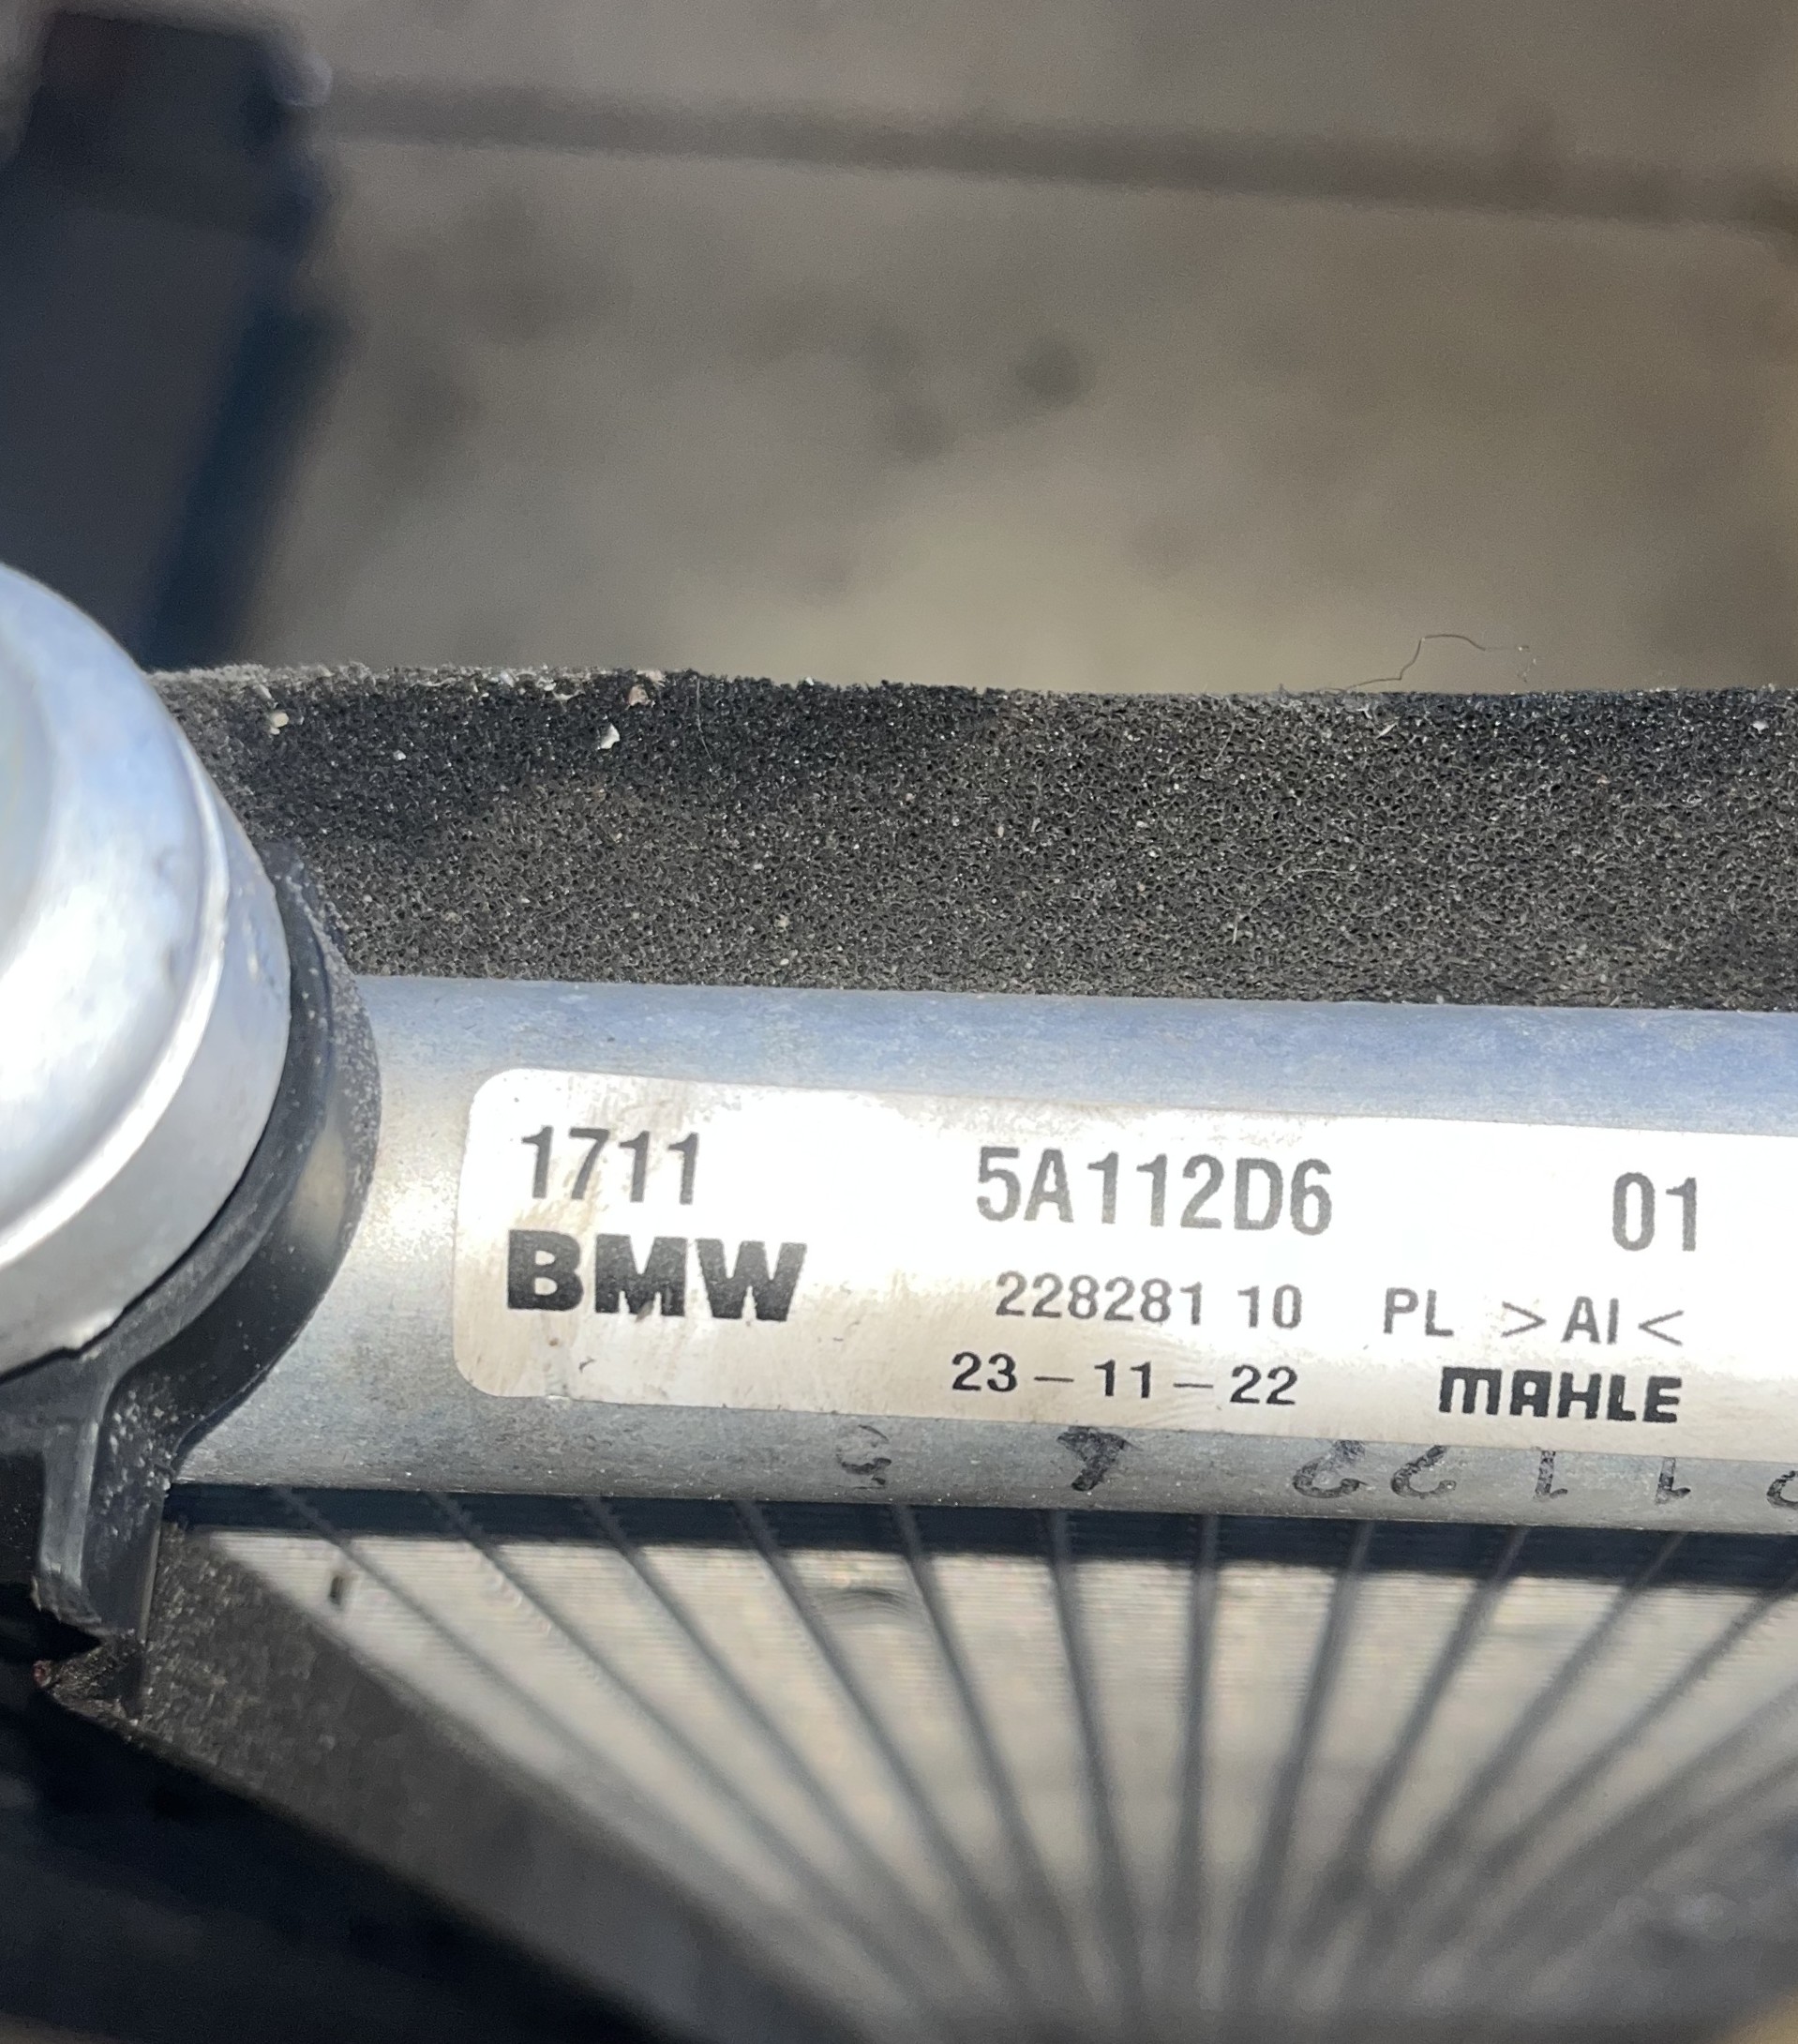 1711 5A112D6 01
BMW 228281 10 PL >Al<
23-11-22 MAHLE